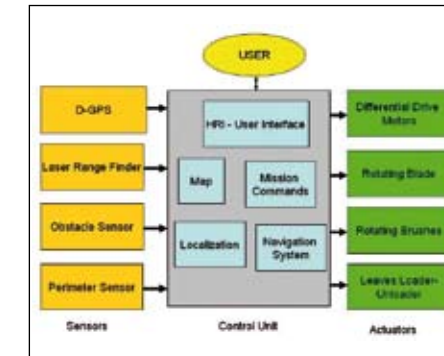 USER
D-GPS
Laser Range Finder
Obstacle Sensor
Perimeter Sensor
Sensors
HRI - User Interface
Map
Mission
Commands
Localization
Navigation
System
Control Unit
Differential Drive
Motors
Rotating Blade
Rotating Brushes
Leaves Loader-
Unloader
Actuators